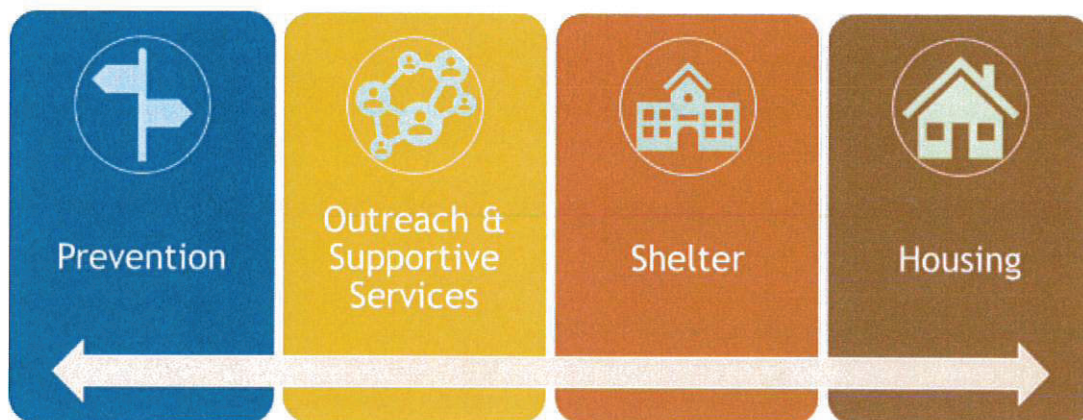 Prevention
Outreach &
Supportive
Services
Shelter
Housing